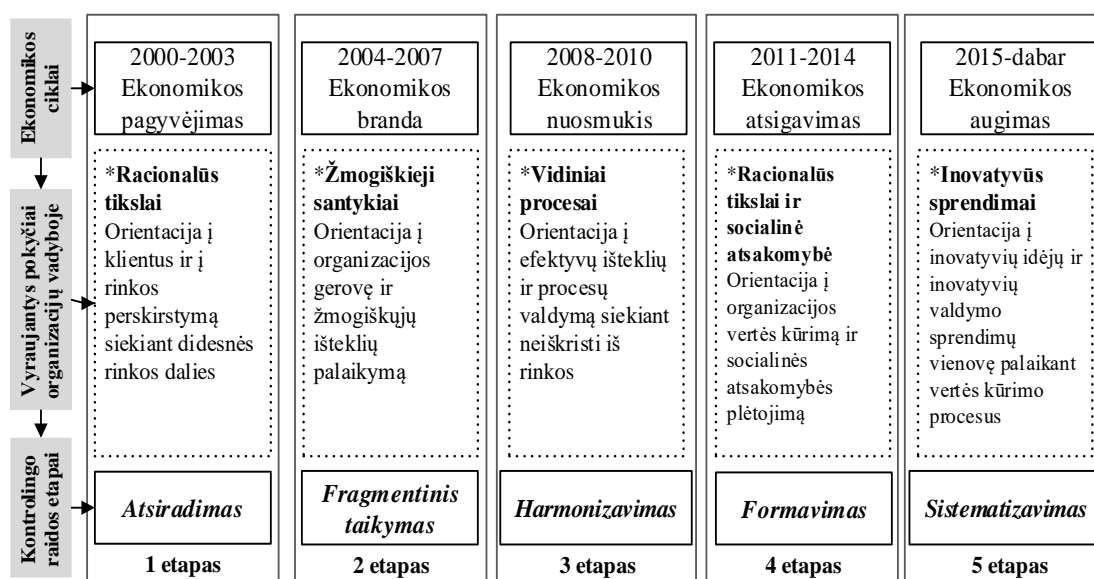 Ekonomikos
ciklai
2000-2003
Ekonomikos
pagyvėjimas
2004-2007
Ekonomikos
branda
2008-2010
Ekonomikos
nuosmukis
2011-2014
Ekonomikos
atsigavimas
2015-dabar
Ekonomikos
augimas
Vyraujantys pokyčiai
organizacijų vadyboje
*Racionalūs
tikslai
Orientacija į
klientus ir į
rinkos
perskirstymą
siekiant didesnės
rinkos dalies
*Žmogiškieji
santykiai
Orientacija į
organizacijos
gerovę ir
žmogiškųjų
išteklių
palaikymą
*Vidiniai
procesai
Orientacija į
efektyvų išteklių
ir procesų
valdymą siekiant
neiškristi iš
rinkos
*Racionalūs
tikslai ir
socialinė
atsakomybė
Orientacija į
organizacijos
vertės kūrimą ir
socialinės
atsakomybės
plėtojimą
*Inovatyvūs
sprendimai
Orientacija į
inovatyvių idėjų ir
inovatyvių
valdymo
sprendimų
vienovę palaikant
vertės kūrimo
procesus
Kontrolingo
raidos etapai
Atsiradimas
Fragmentinis
taikymas
Harmonizavimas
Formavimas
Sistematizavimas
1 etapas
2 etapas
3 etapas
4 etapas
5 etapas